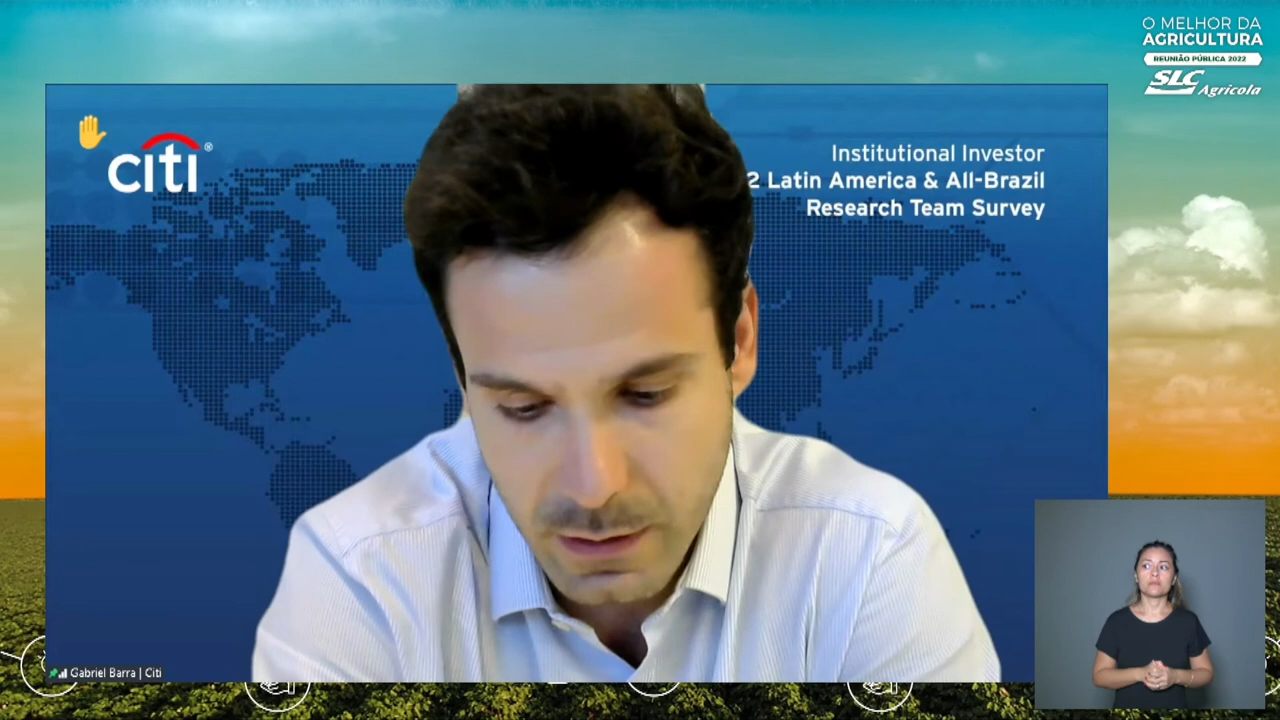 O MELHOR DA
AGRICULTURA
REUNIÃO PÚBLICA 2022
SLC Agrícola
citi®
Institutional Investor
2 Latin America & All-Brazil
Research Team Survey
Gabriel Barra | Citi